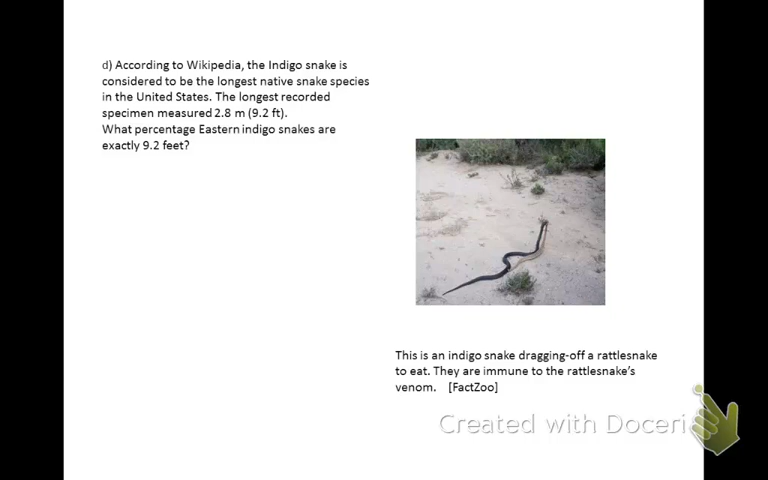 d) According to Wikipedia, the Indigo snake is
considered to be the longest native snake species
in the United States. The longest recorded
specimen measured 2.8 m (9.2 ft).
What percentage Eastern indigo snakes are
exactly 9.2 feet?
This is an indigo snake dragging-off a rattlesnake
to eat. They are immune to the rattlesnake's
venom. [FactZoo]
Created with Doceri